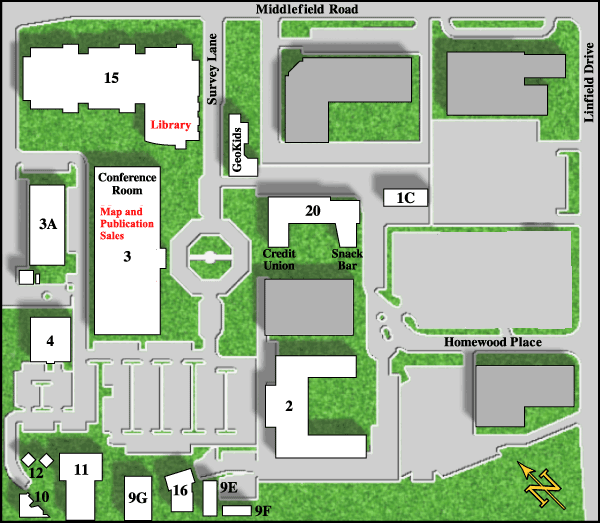 Middlefield Road
Survey Lane
Linfield Drive
15
Library
GeoKids
Conference
Room
Map and
Publication
Sales
3
3A
1C
20
Credit
Union
Snack
Bar
4
Homewood Place
2
12
11
10
9G
16
9E
9F
N